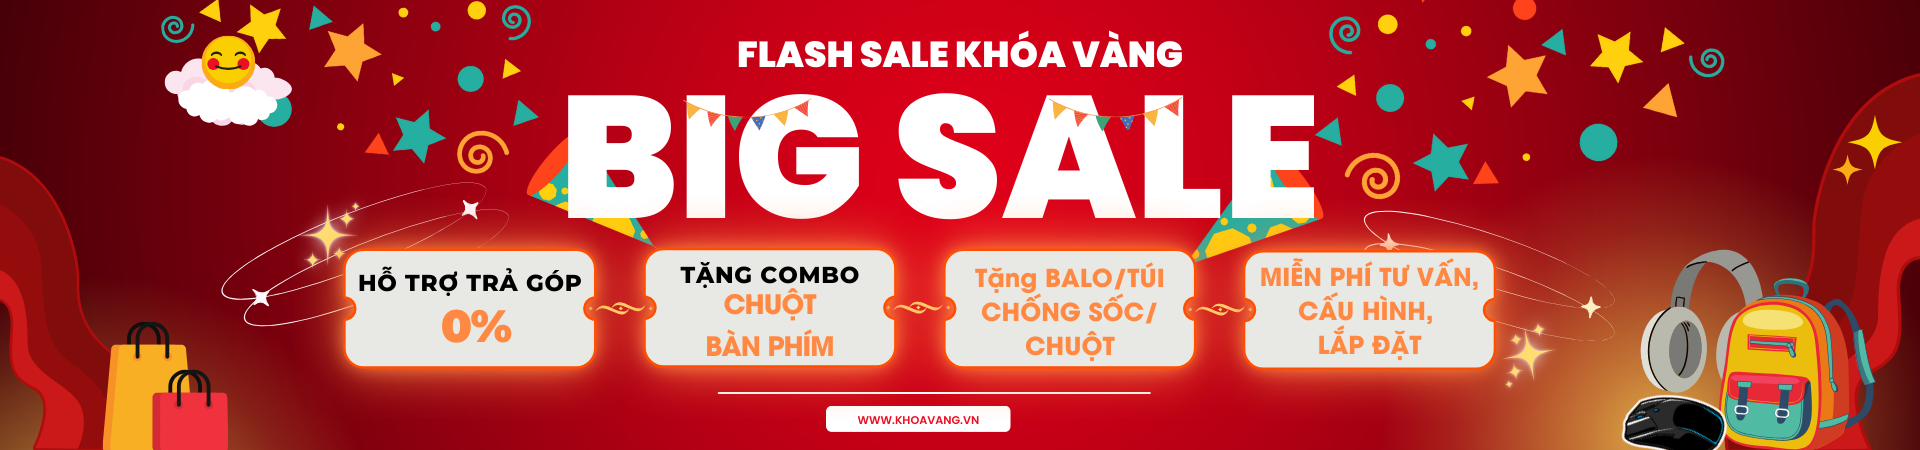 FLASH SALE KHÓA VÀNG
BIG SALE
HỖ TRỢ TRẢ GÓP
0%
TẶNG COMBO
CHUỘT
BÀN PHÍM
Tặng BALO/TÚI
CHỐNG SỐC/
CHUỘT
MIỄN PHÍ TƯ VẤN,
CẤU HÌNH,
LẮP ĐẶT
WWW.KHOAVANG.VN